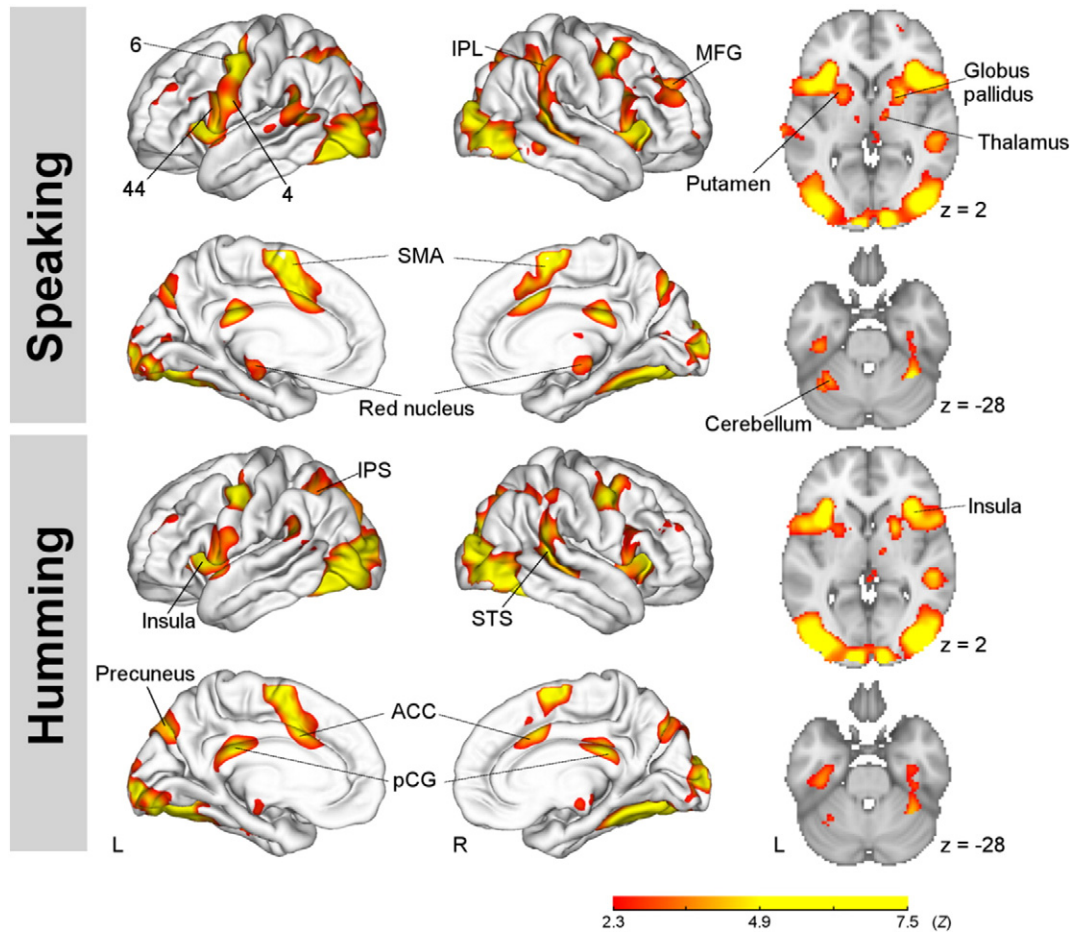 Speaking
6
44
4
IPL
MFG
Globus
pallidus
Thalamus
Putamen
z = 2
SMA
Red nucleus
Cerebellum
z = -28
Humming
IPS
Insula
STS
Insula
z = 2
Precuneus
ACC
pCG
L
R
L
z = -28
2.3
4.9
7.5
(Z)